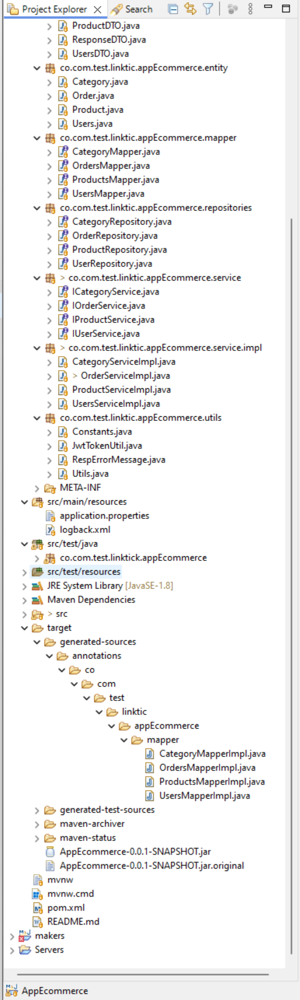 Project Explorer Search
ProductDTO.java
ResponseDTO.java
UsersDTO.java
co.com.test.linktic.appEcommerce.entity
Category.java
Order.java
Product.java
Users.java
co.com.test.linktic.appEcommerce.mapper
CategoryMapper.java
OrdersMapper.java
ProductsMapper.java
UsersMapper.java
co.com.test.linktic.appEcommerce.repositories
CategoryRepository.java
OrderRepository.java
ProductRepository.java
UserRepository.java
> co.com.test.linktic.appEcommerce.service
ICategoryService.java
IOrderService.java
IProductService.java
IUserService.java
> co.com.test.linktic.appEcommerce.service.impl
CategoryServiceImpl.java
> OrderServiceImpl.java
ProductServiceImpl.java
UsersServiceImpl.java
co.com.test.linktic.appEcommerce.utils
Constants.java
JwtTokenUtil.java
RespErrorMessage.java
Utils.java
META-INF
src/main/resources
application.properties
logback.xml
src/test/java
co.com.test.linktick.appEcommerce
src/test/resources
JRE System Library [JavaSE-1.8]
Maven Dependencies
> src
target
generated-sources
annotations
co
com
test
linktic
appEcommerce
mapper
CategoryMapperImpl.java
OrdersMapperImpl.java
ProductsMapperImpl.java
UsersMapperImpl.java
generated-test-sources
maven-archiver
maven-status
AppEcommerce-0.0.1-SNAPSHOT.jar
AppEcommerce-0.0.1-SNAPSHOT.jar.original
mvnw
mvnw.cmd
pom.xml
README.md
makers
Servers
AppEcommerce